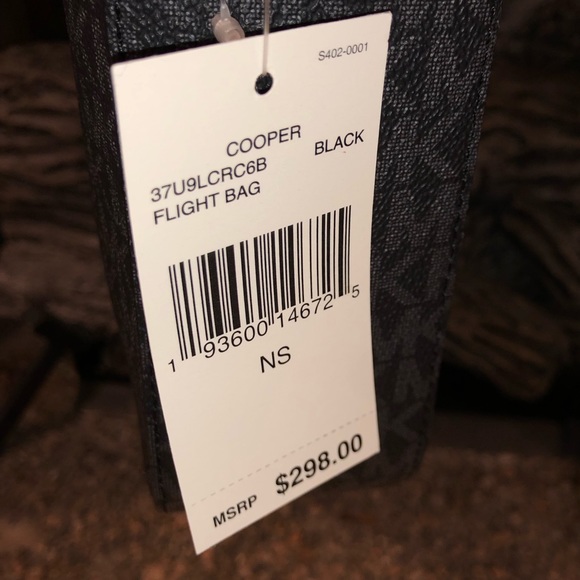 S402-0001
COOPER
37U9LCRC6B BLACK
FLIGHT BAG
1 93600 14672 5
NS
MSRP $298.00